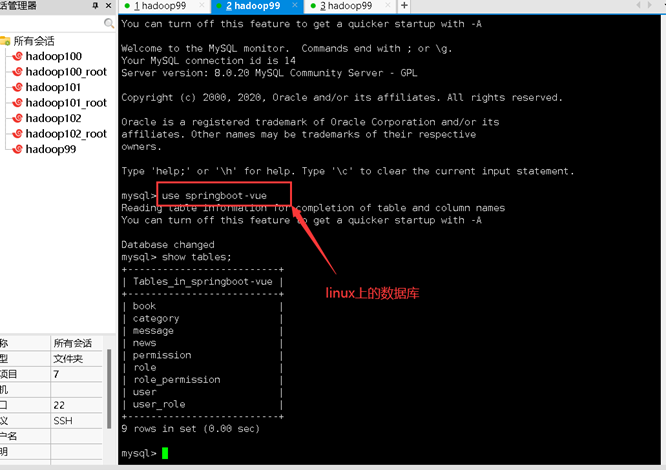 话管理器
所有会话
hadoop100
hadoop100_root
hadoop101
hadoop101_root
hadoop102
hadoop102_root
hadoop99
称 所有会话
型 文件夹
项目 7
机
口 22
议 SSH
户名
明
1 hadoop99
2 hadoop99
3 hadoop99
You can turn off this feature to get a quicker startup with -A
Welcome to the MySQL monitor.  Commands end with ; or \g.
Your MySQL connection id is 14
Server version: 8.0.20 MySQL Community Server - GPL
Copyright (c) 2000, 2020, Oracle and/or its affiliates. All rights reserved.
Oracle is a registered trademark of Oracle Corporation and/or its
affiliates. Other names may be trademarks of their respective
owners.
Type 'help;' or '\h' for help. Type '\c' to clear the current input statement.
mysql> use springboot-vue
Reading table information for completion of table and column names
You can turn off this feature to get a quicker startup with -A
Database changed
mysql> show tables;
+--------------------------+
| Tables_in_springboot-vue |
+--------------------------+
| book                     |
| category                 |
| message                  |
| news                     |
| permission               |
| role                     |
| role_permission          |
| user                     |
| user_role                |
+--------------------------+
9 rows in set (0.00 sec)
mysql>
linux上的数据库